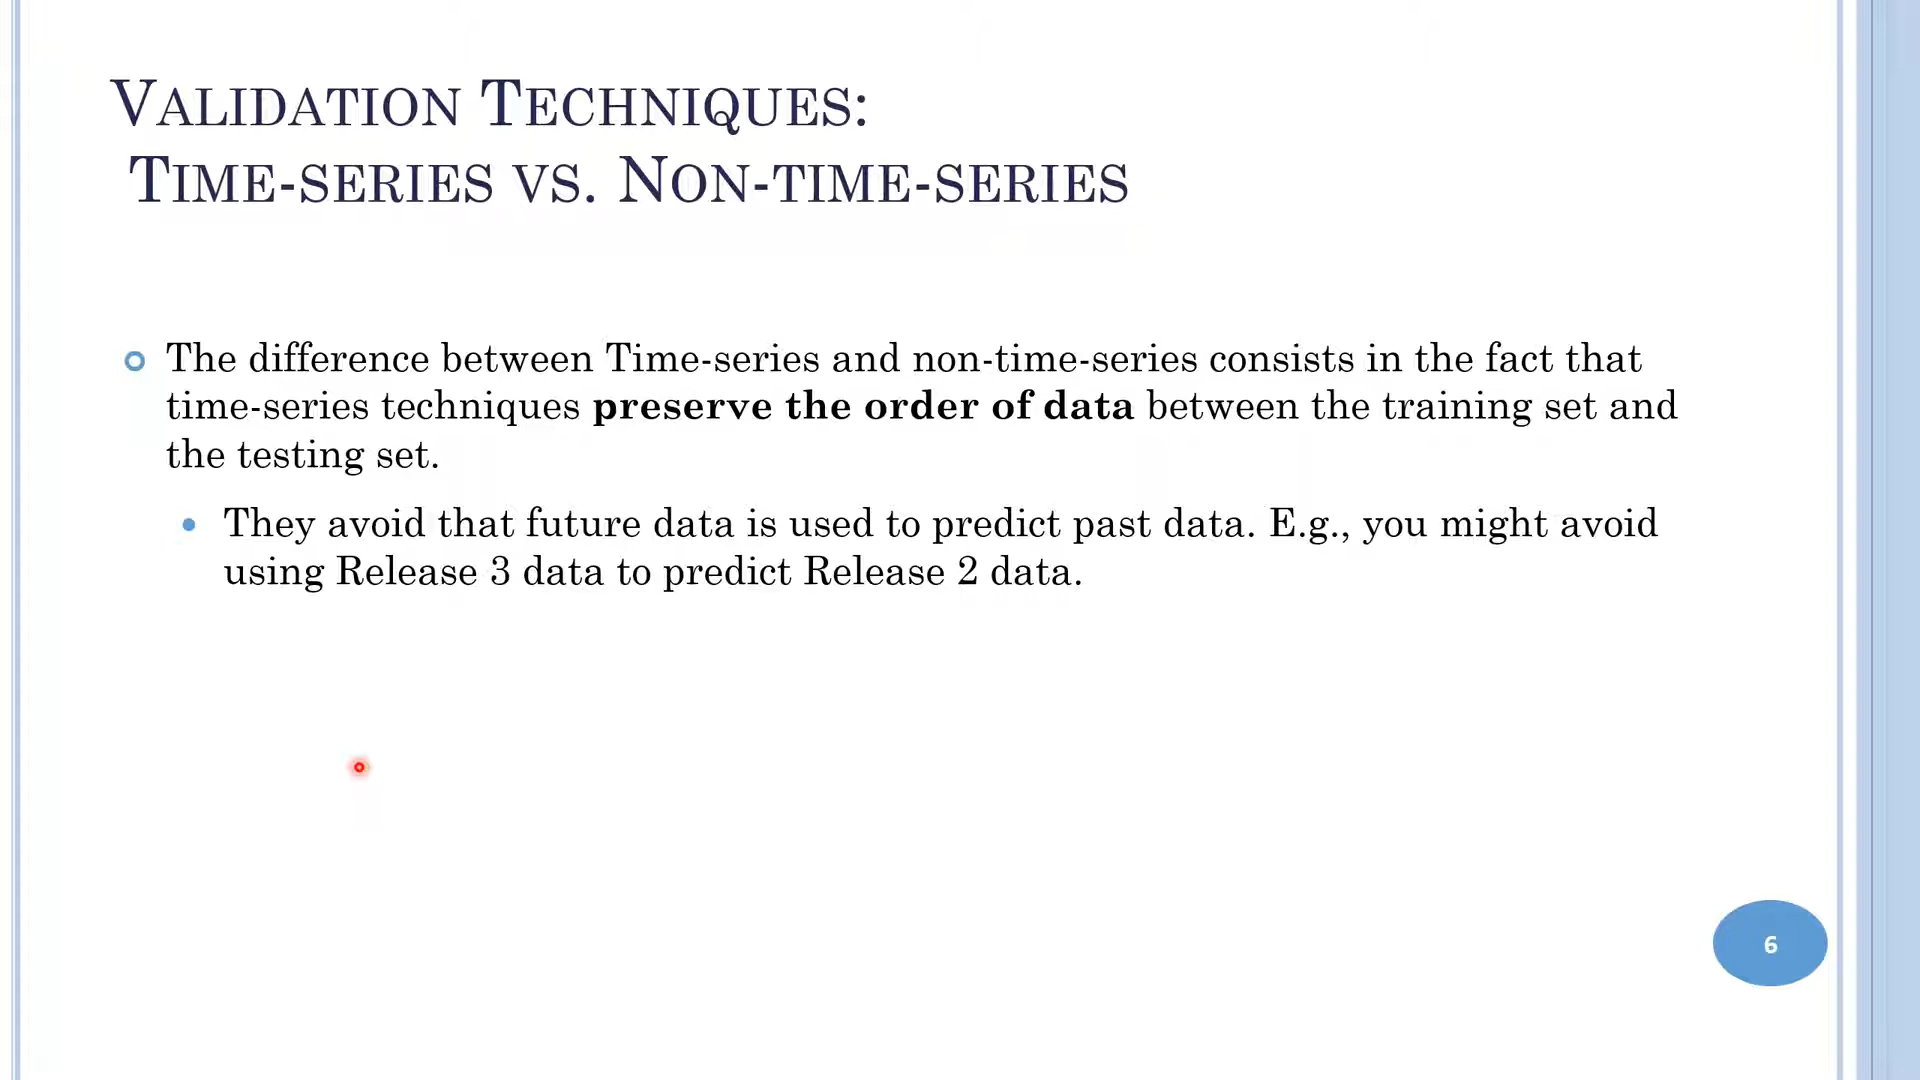 VALIDATION TECHNIQUES:
TIME-SERIES VS. NON-TIME-SERIES
The difference between Time-series and non-time-series consists in the fact that
time-series techniques preserve the order of data between the training set and
the testing set.
They avoid that future data is used to predict past data. E.g., you might avoid
using Release 3 data to predict Release 2 data.
6